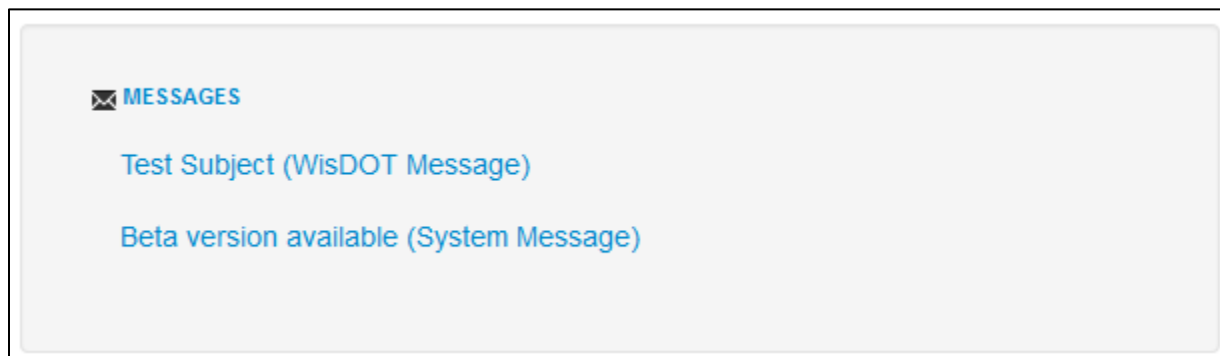 MESSAGES
Test Subject (WisDOT Message)
Beta version available (System Message)